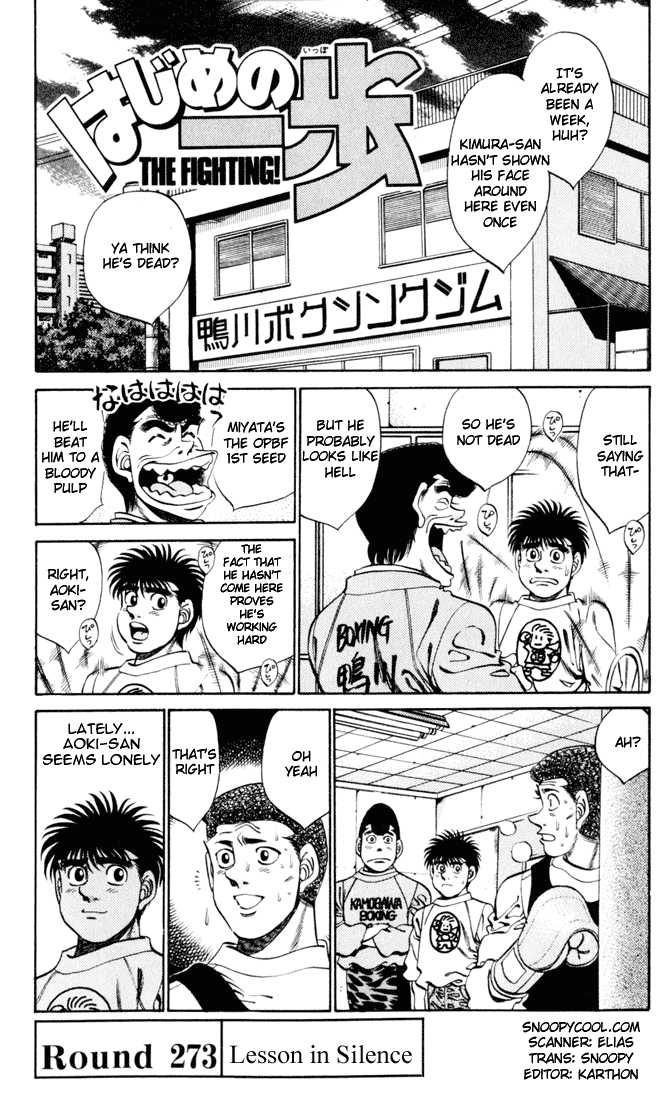 IT'S
ALREADY
BEEN A
WEEK,
HUH?
KIMURA-SAN
HASN'T SHOWN
HIS FACE
AROUND
HERE EVEN
ONCE
はじめの一歩
いっぽ
THE FIGHTING!
YA THINK
HE'S DEAD?
鴨川ボクシングジム
STILL
SAYING
THAT-
SO HE'S
NOT DEAD
BUT HE
PROBABLY
LOOKS LIKE
HELL
BOXING
鴨川
なははははは
MIYATA'S
THE OPBF
1ST SEED
HE'LL
BEAT
HIM TO A
BLOODY
PULP
THE
FACT THAT
HE HASN'T
COME HERE
PROVES
HE'S
WORKING
HARD
RIGHT,
AOKI-
SAN?
AH?
KAMOGAWA
BOXING
OH
YEAH
THAT'S
RIGHT
LATELY...
AOKI-SAN
SEEMS LONELY
Round 273
Lesson in Silence
SNOOPYCOOL.COM
SCANNER: ELIAS
TRANS: SNOOPY
EDITOR: KARTHON